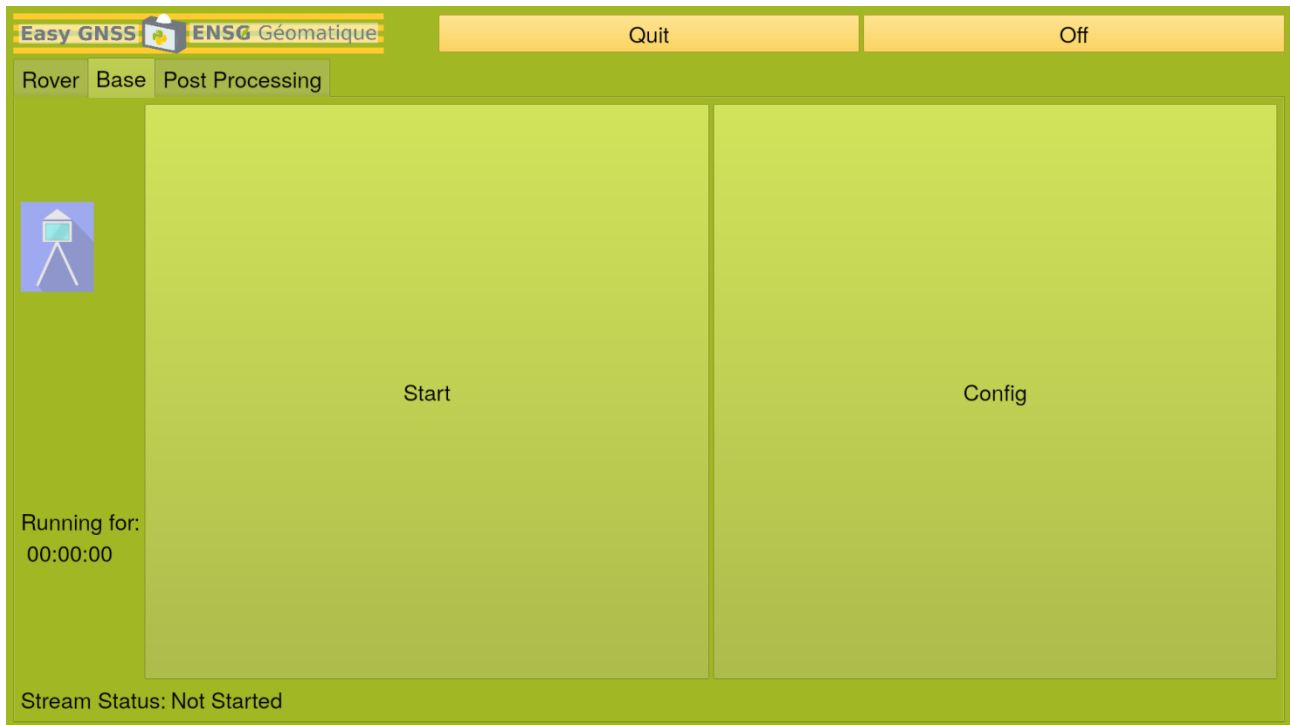 Easy GNSS ENSG Géomatique
Quit
Off
Rover
Base
Post Processing
Start
Config
Running for:
00:00:00
Stream Status: Not Started